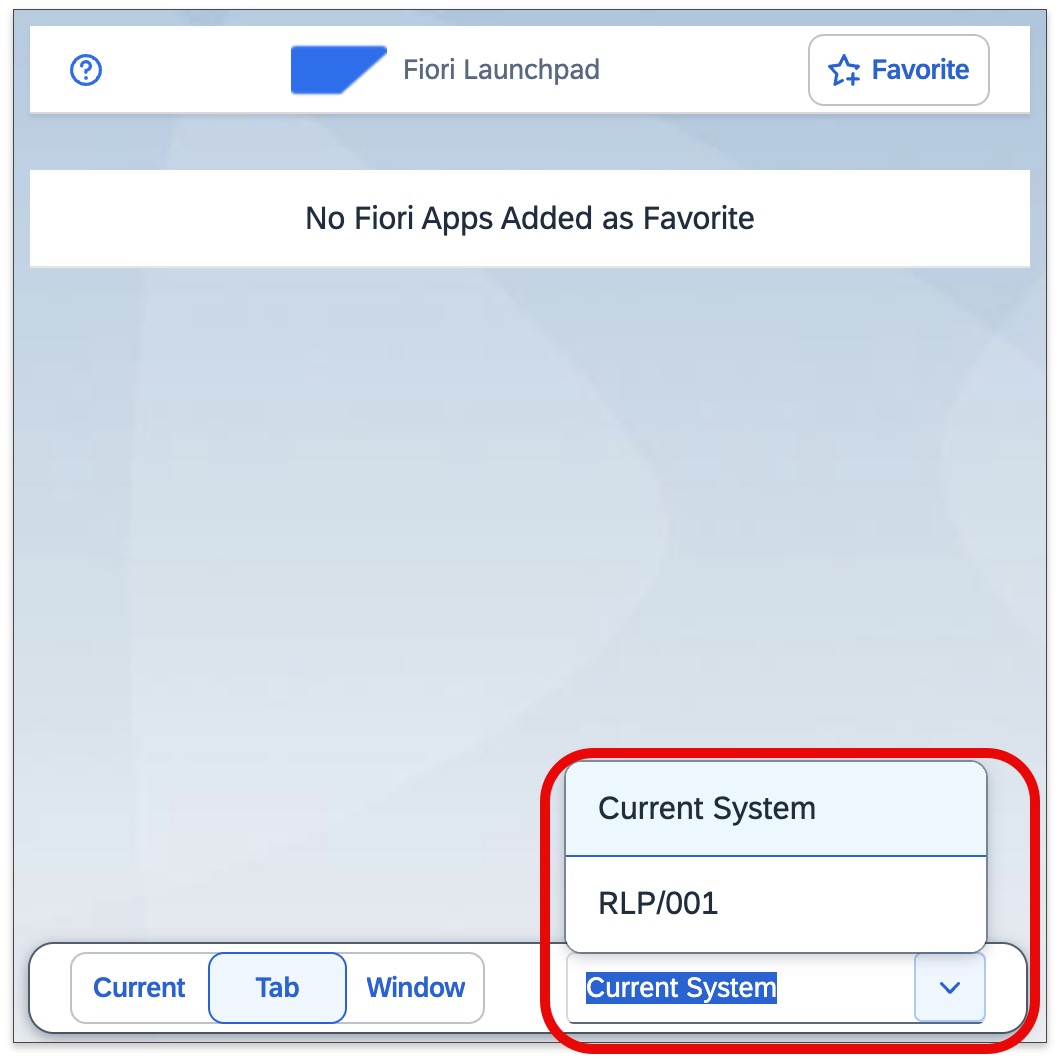 Fiori Launchpad
Favorite
No Fiori Apps Added as Favorite
Current System
RLP/001
Current Tab Window
Current System